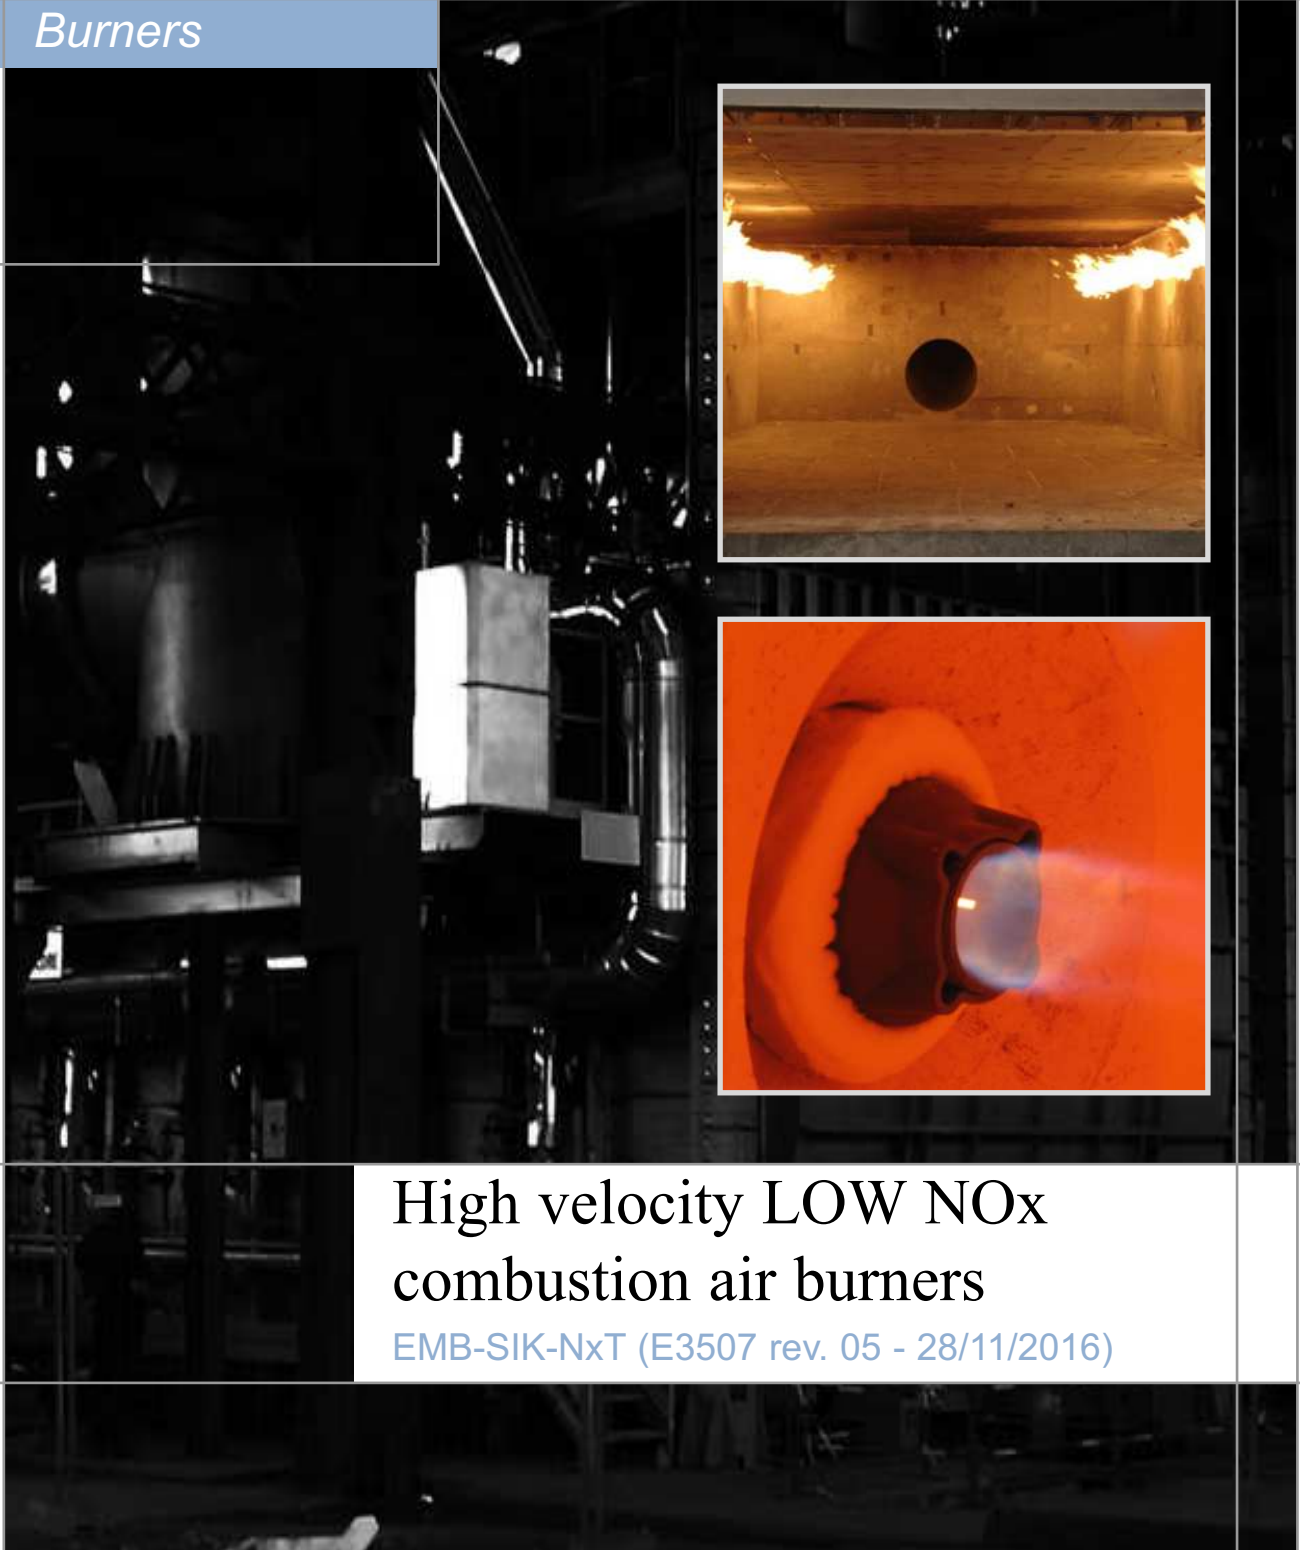 Burners
High velocity LOW NOx
combustion air burners
EMB-SIK-NxT (E3507 rev. 05 - 28/11/2016)